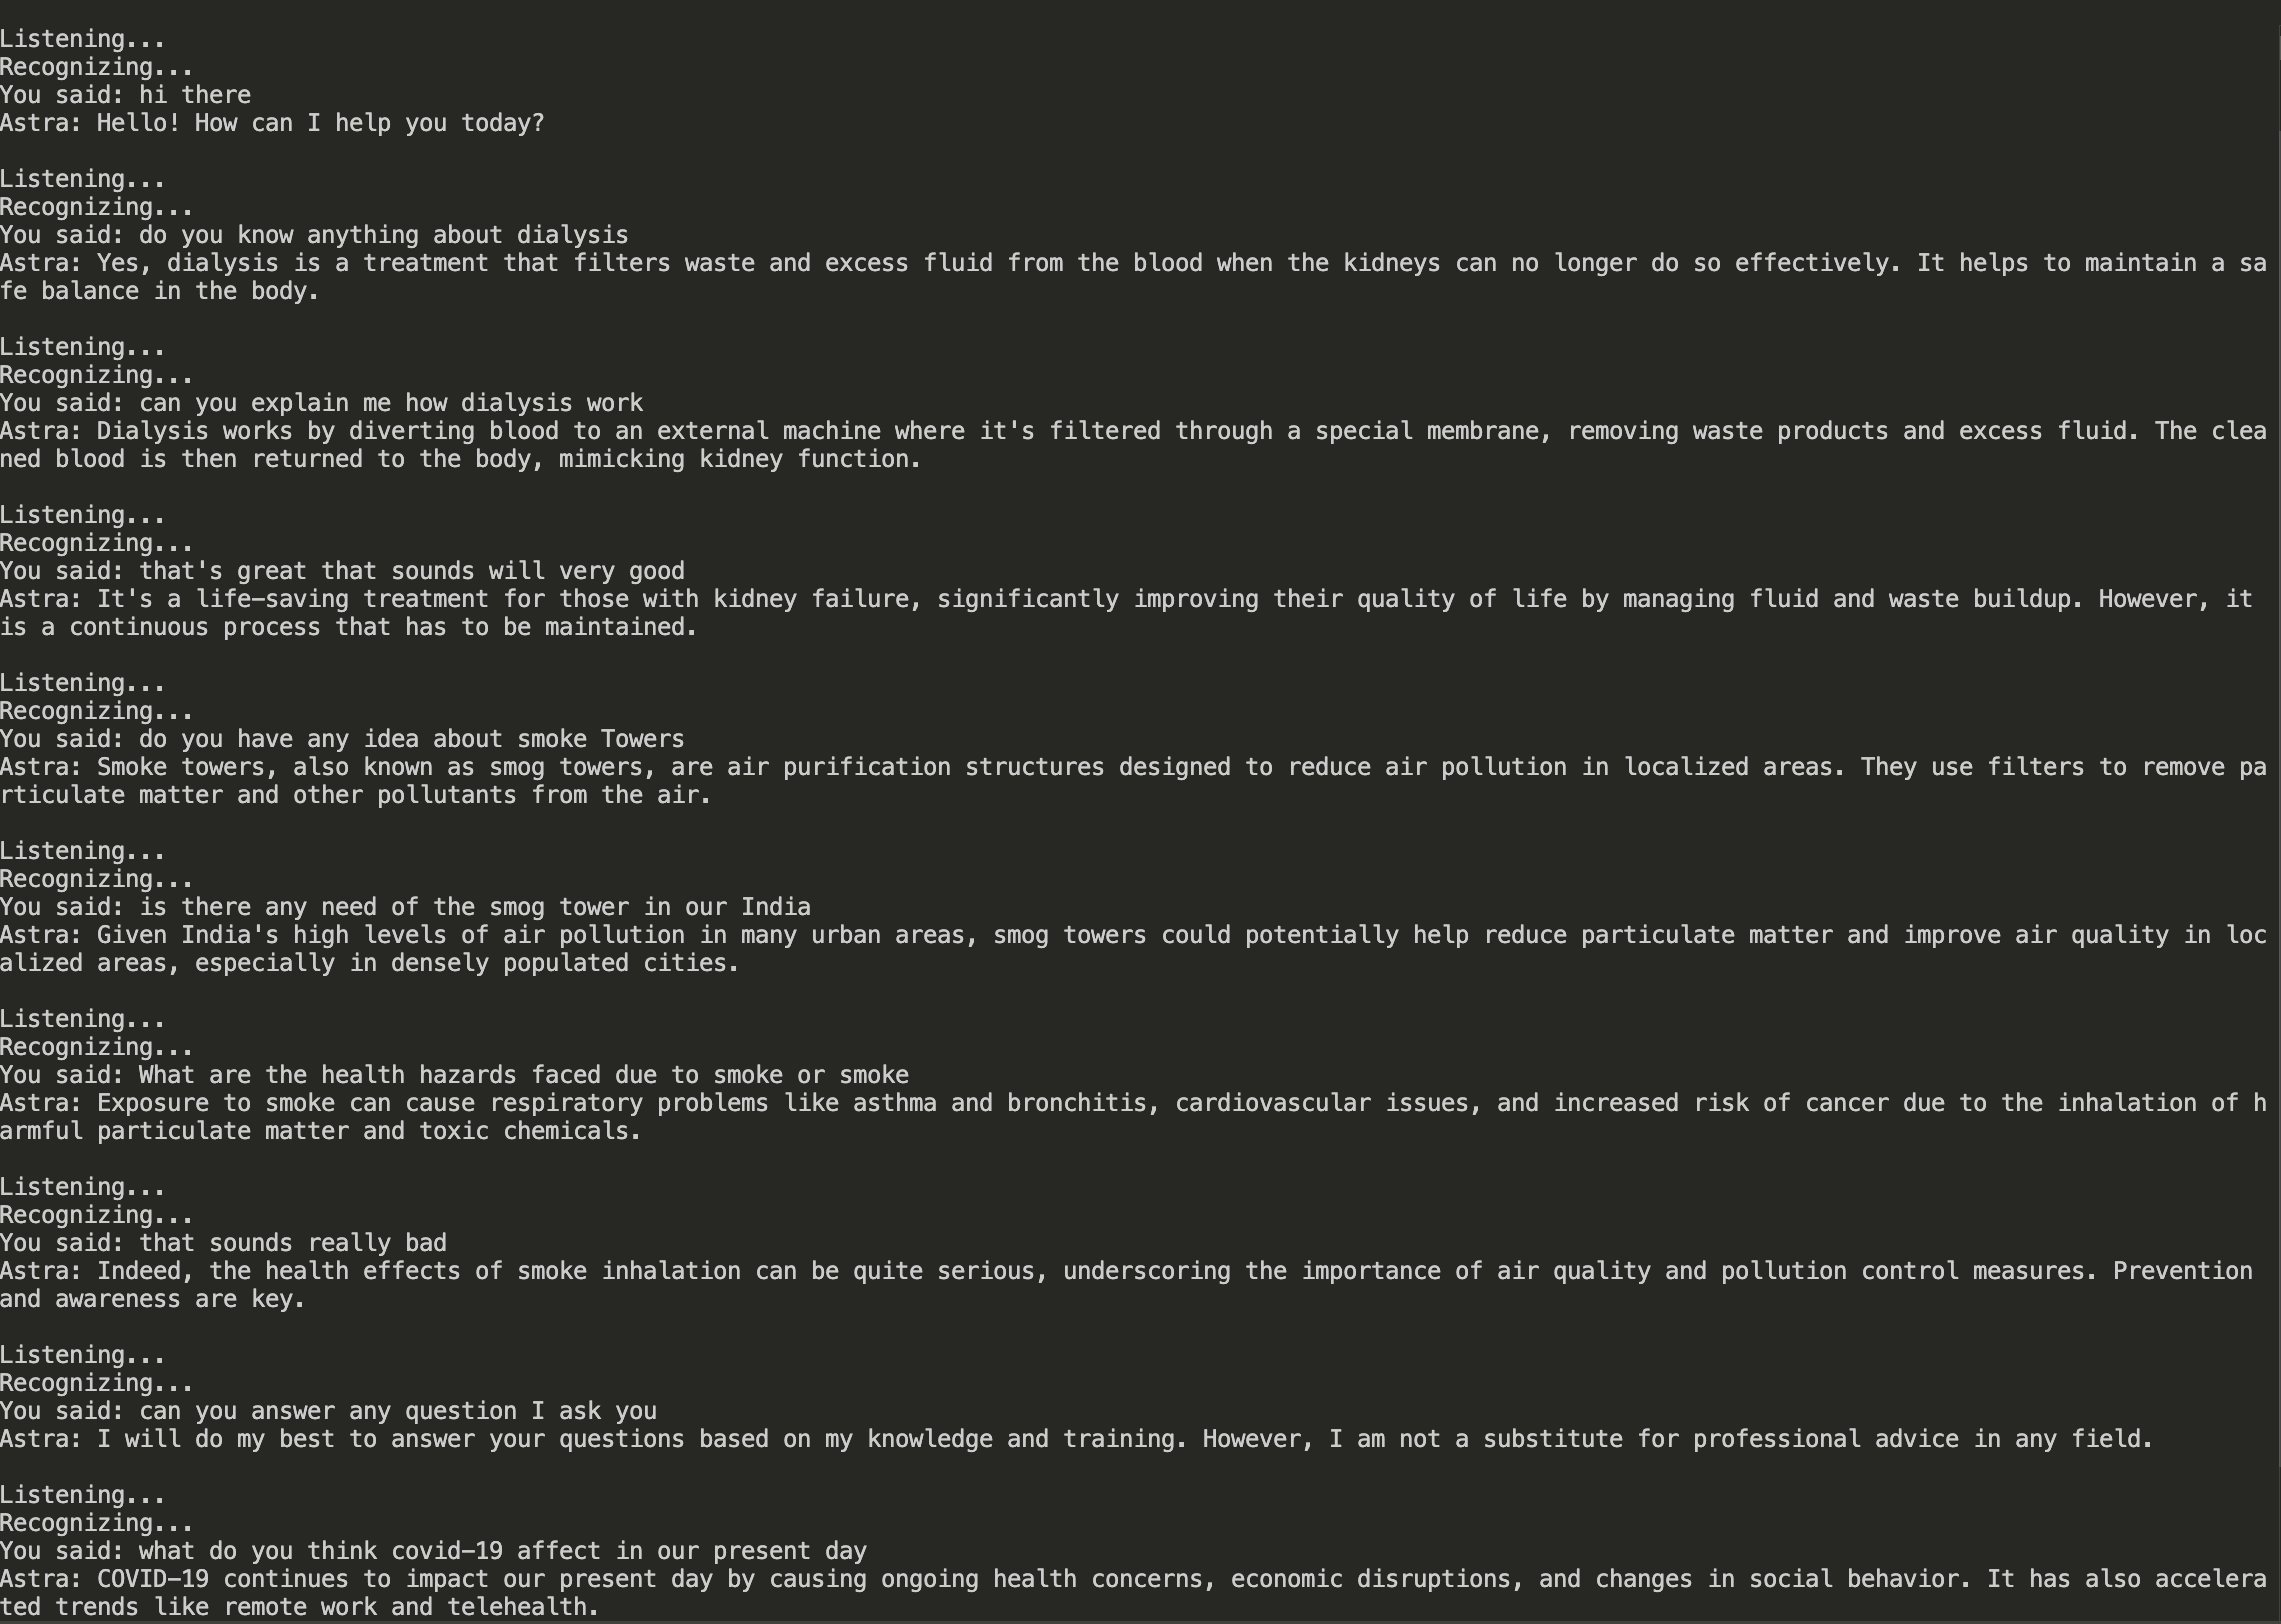 Listening...
Recognizing...
You said: hi there
Astra: Hello! How can I help you today?
Listening...
Recognizing...
You said: do you know anything about dialysis
Astra: Yes, dialysis is a treatment that filters waste and excess fluid from the blood when the kidneys can no longer do so effectively. It helps to maintain a sa
fe balance in the body.
Listening...
Recognizing...
You said: can you explain me how dialysis work
Astra: Dialysis works by diverting blood to an external machine where it's filtered through a special membrane, removing waste products and excess fluid. The clea
ned blood is then returned to the body, mimicking kidney function.
Listening...
Recognizing...
You said: that's great that sounds will very good
Astra: It's a life-saving treatment for those with kidney failure, significantly improving their quality of life by managing fluid and waste buildup. However, it
is a continuous process that has to be maintained.
Listening...
Recognizing...
You said: do you have any idea about smoke Towers
Astra: Smoke towers, also known as smog towers, are air purification structures designed to reduce air pollution in localized areas. They use filters to remove pa
rticulate matter and other pollutants from the air.
Listening...
Recognizing...
You said: is there any need of the smog tower in our India
Astra: Given India's high levels of air pollution in many urban areas, smog towers could potentially help reduce particulate matter and improve air quality in loc
alized areas, especially in densely populated cities.
Listening...
Recognizing...
You said: What are the health hazards faced due to smoke or smoke
Astra: Exposure to smoke can cause respiratory problems like asthma and bronchitis, cardiovascular issues, and increased risk of cancer due to the inhalation of h
armful particulate matter and toxic chemicals.
Listening...
Recognizing...
You said: that sounds really bad
Astra: Indeed, the health effects of smoke inhalation can be quite serious, underscoring the importance of air quality and pollution control measures. Prevention
and awareness are key.
Listening...
Recognizing...
You said: can you answer any question I ask you
Astra: I will do my best to answer your questions based on my knowledge and training. However, I am not a substitute for professional advice in any field.
Listening...
Recognizing...
You said: what do you think covid-19 affect in our present day
Astra: COVID-19 continues to impact our present day by causing ongoing health concerns, economic disruptions, and changes in social behavior. It has also accelera
ted trends like remote work and telehealth.